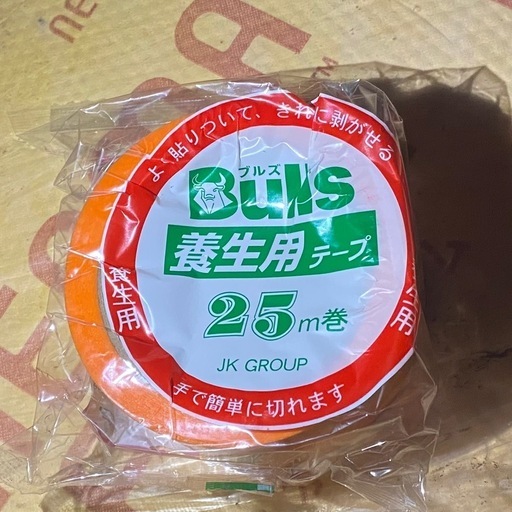 よく貼りついて、きれいに剥がせる
ブルズ
Bulls
養生用テープ
25m巻
JK GROUP
養生用
生用
手で簡単に切れます